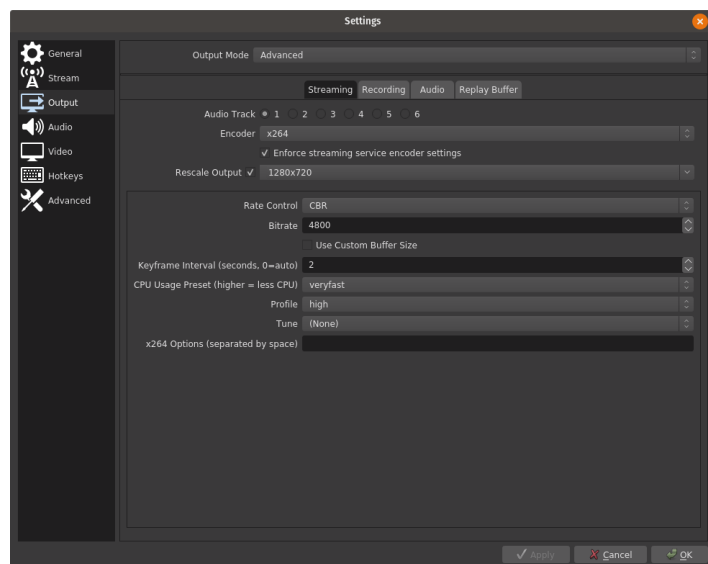 Settings
General
Stream
Output
Audio
Video
Hotkeys
Advanced
Output Mode Advanced
Streaming Recording Audio Replay Buffer
Audio Track 1 2 3 4 5 6
Encoder x264
Enforce streaming service encoder settings
Rescale Output 1280x720
Rate Control CBR
Bitrate 4800
Use Custom Buffer Size
Keyframe Interval (seconds, 0=auto) 2
CPU Usage Preset (higher = less CPU) veryfast
Profile high
Tune (None)
x264 Options (separated by space)
Apply Cancel OK